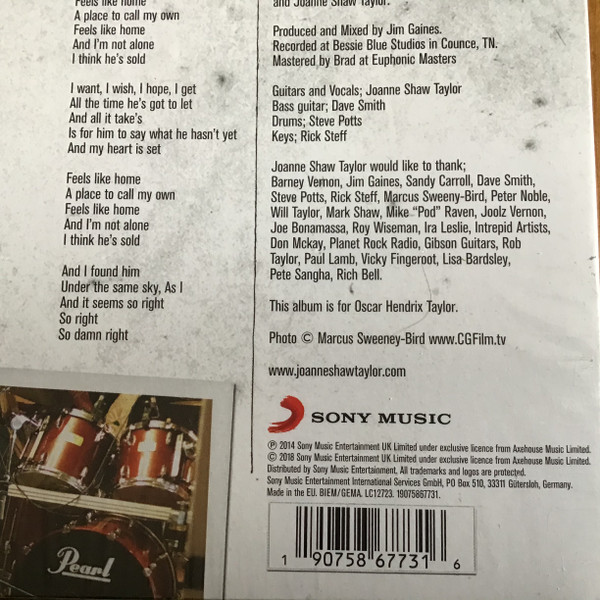 Feels like home
A place to call my own
Feels like home
And I'm not alone
I think he's sold
I want, I wish, I hope, I get
All the time he's got to let
And all it take's
Is for him to say what he hasn't yet
And my heart is set
Feels like home
A place to call my own
Feels like home
And I'm not alone
I think he's sold
And I found him
Under the same sky, As I
And it seems so right
So right
So damn right
Pearl
and Joanne Shaw Taylor.
Produced and Mixed by Jim Gaines.
Recorded at Bessie Blue Studios in Counce, TN.
Mastered by Brad at Euphonic Masters
Guitars and Vocals; Joanne Shaw Taylor
Bass guitar; Dave Smith
Drums; Steve Potts
Keys; Rick Steff
Joanne Shaw Taylor would like to thank;
Barney Vernon, Jim Gaines, Sandy Carroll, Dave Smith,
Steve Potts, Rick Steff, Marcus Sweeny-Bird, Peter Noble,
Will Taylor, Mark Shaw, Mike “Pod” Raven, Joolz Vernon,
Joe Bonamassa, Roy Wiseman, Ira Leslie, Intrepid Artists,
Don Mckay, Planet Rock Radio, Gibson Guitars, Rob
Taylor, Paul Lamb, Vicky Fingeroot, Lisa Bardsley,
Pete Sangha, Rich Bell.
This album is for Oscar Hendrix Taylor.
Photo © Marcus Sweeney-Bird www.CGFilm.tv
www.joanneshawtaylor.com
SONY MUSIC
℗ 2014 Sony Music Entertainment UK Limited under exclusive licence from Axehouse Music Limited.
© 2018 Sony Music Entertainment UK Limited under exclusive licence from Axehouse Music Limited.
Distributed by Sony Music Entertainment. All trademarks and logos are protected.
Sony Music Entertainment International Services GmbH, PO Box 510, 33311 Gütersloh, Germany.
Made in the EU. BIEM/GEMA. LC12723. 19075867731.
1 90758 67731 6